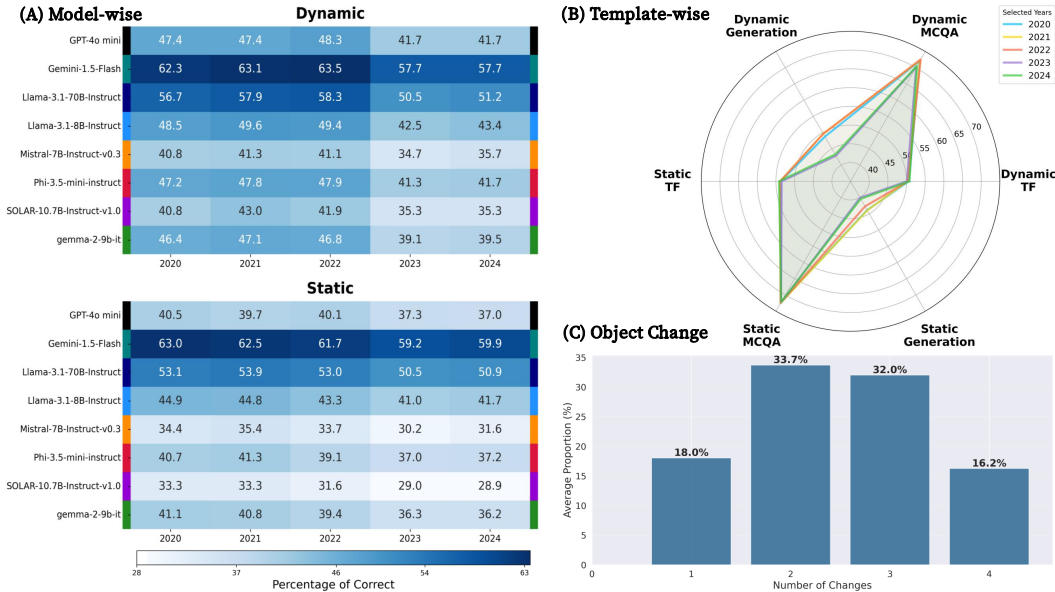 (A) Model-wise
Dynamic
GPT-4o mini 47.4 47.4 48.3 41.7 41.7
Gemini-1.5-Flash 62.3 63.1 63.5 57.7 57.7
Llama-3.1-70B-Instruct 56.7 57.9 58.3 50.5 51.2
Llama-3.1-8B-Instruct 48.5 49.6 49.4 42.5 43.4
Mistral-7B-Instruct-v0.3 40.8 41.3 41.1 34.7 35.7
Phi-3.5-mini-instruct 47.2 47.8 47.9 41.3 41.7
SOLAR-10.7B-Instruct-v1.0 40.8 43.0 41.9 35.3 35.3
gemma-2-9b-it 46.4 47.1 46.8 39.1 39.5
2020 2021 2022 2023 2024
Static
GPT-4o mini 40.5 39.7 40.1 37.3 37.0
Gemini-1.5-Flash 63.0 62.5 61.7 59.2 59.9
Llama-3.1-70B-Instruct 53.1 53.9 53.0 50.5 50.9
Llama-3.1-8B-Instruct 44.9 44.8 43.3 41.0 41.7
Mistral-7B-Instruct-v0.3 34.4 35.4 33.7 30.2 31.6
Phi-3.5-mini-instruct 40.7 41.3 39.1 37.0 37.2
SOLAR-10.7B-Instruct-v1.0 33.3 33.3 31.6 29.0 28.9
gemma-2-9b-it 41.1 40.8 39.4 36.3 36.2
2020 2021 2022 2023 2024
28 37 46 54 63
Percentage of Correct
(B) Template-wise
Dynamic
Generation
Dynamic
MCQA
Selected Years
2020
2021
2022
2023
2024
Static
TF
40 45 50 55 60 65 70
Dynamic
TF
Static
MCQA
Static
Generation
(C) Object Change
35
30
25
20
15
10
5
0
Average Proportion (%)
18.0% 33.7% 32.0% 16.2%
0 1 2 3 4
Number of Changes